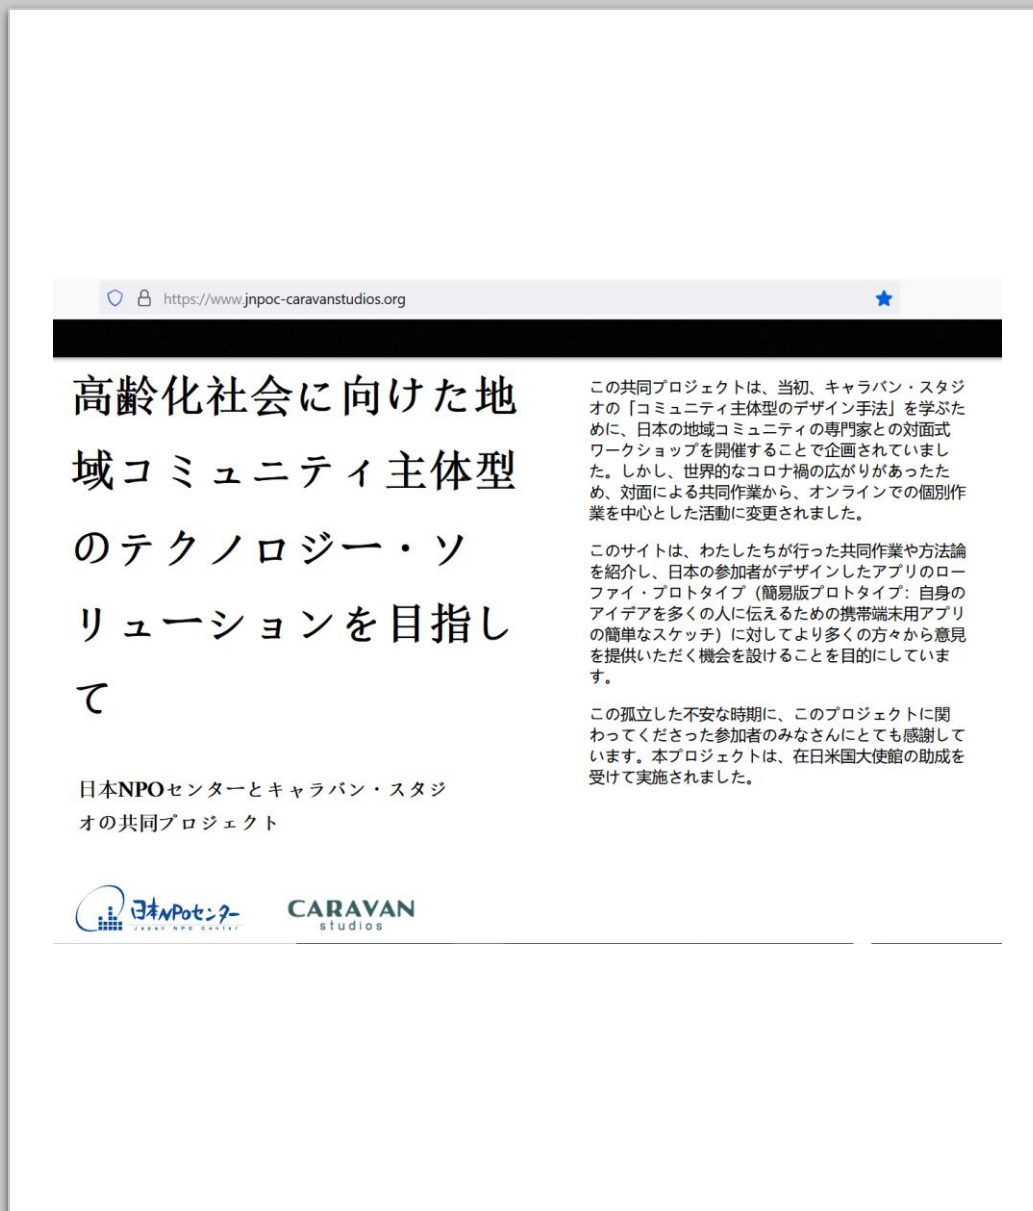 https://www.jnpoc-caravanstudios.org
高齢化社会に向けた地
域コミュニティ主体型
のテクノロジー・ソ
リューションを目指し
て
日本NPOセンターとキャラバン・スタジ
オの共同プロジェクト
日本NPOセンター
Japan NPO Center
CARAVAN
studios
この共同プロジェクトは、当初、キャラバン・スタジ
オの「コミュニティ主体型のデザイン手法」を学ぶた
めに、日本の地域コミュニティの専門家との対面式
ワークショップを開催することで企画されていまし
た。しかし、世界的なコロナ禍の広がりがあったた
め、対面による共同作業から、オンラインでの個別作
業を中心とした活動に変更されました。
このサイトは、わたしたちが行った共同作業や方法論
を紹介し、日本の参加者がデザインしたアプリのロー
ファイ・プロトタイプ（簡易版プロトタイプ：自身の
アイデアを多くの人に伝えるための携帯端末用アプリ
の簡単なスケッチ）に対してより多くの方々から意見
を提供いただく機会を設けることを目的にしていま
す。
この孤立した不安な時期に、このプロジェクトに関
わってくださった参加者のみなさんにとても感謝して
います。本プロジェクトは、在日米国大使館の助成を
受けて実施されました。